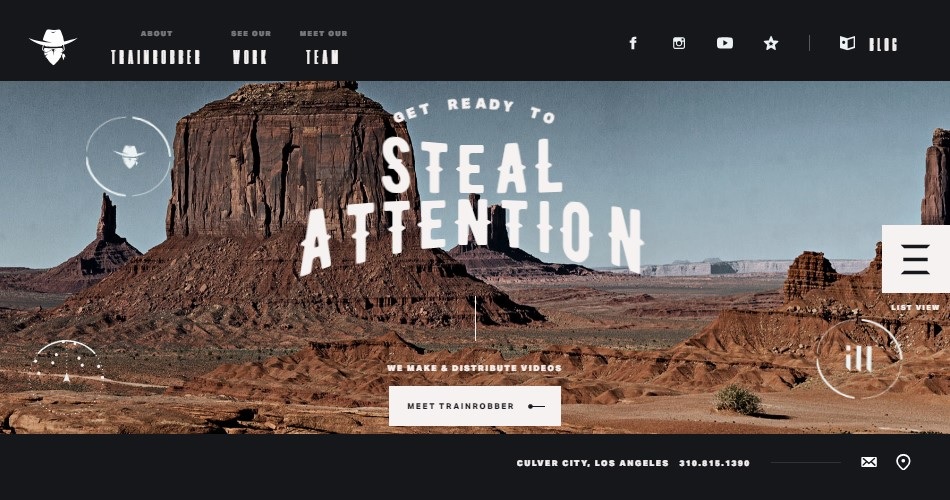 ABOUT
TRAINROBBER
SEE OUR
WORK
MEET OUR
TEAM
BLOG
GET READY TO
STEAL
ATTENTION
LIST VIEW
ill
WE MAKE & DISTRIBUTE VIDEOS
MEET TRAINROBBER
CULVER CITY, LOS ANGELES 310.815.1390